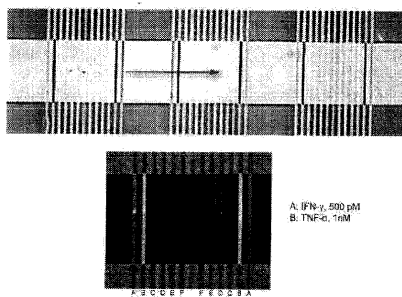 A: IFN-γ, 500 pM
B: TNF-α, 1nM
A B C D E F F E D C B A